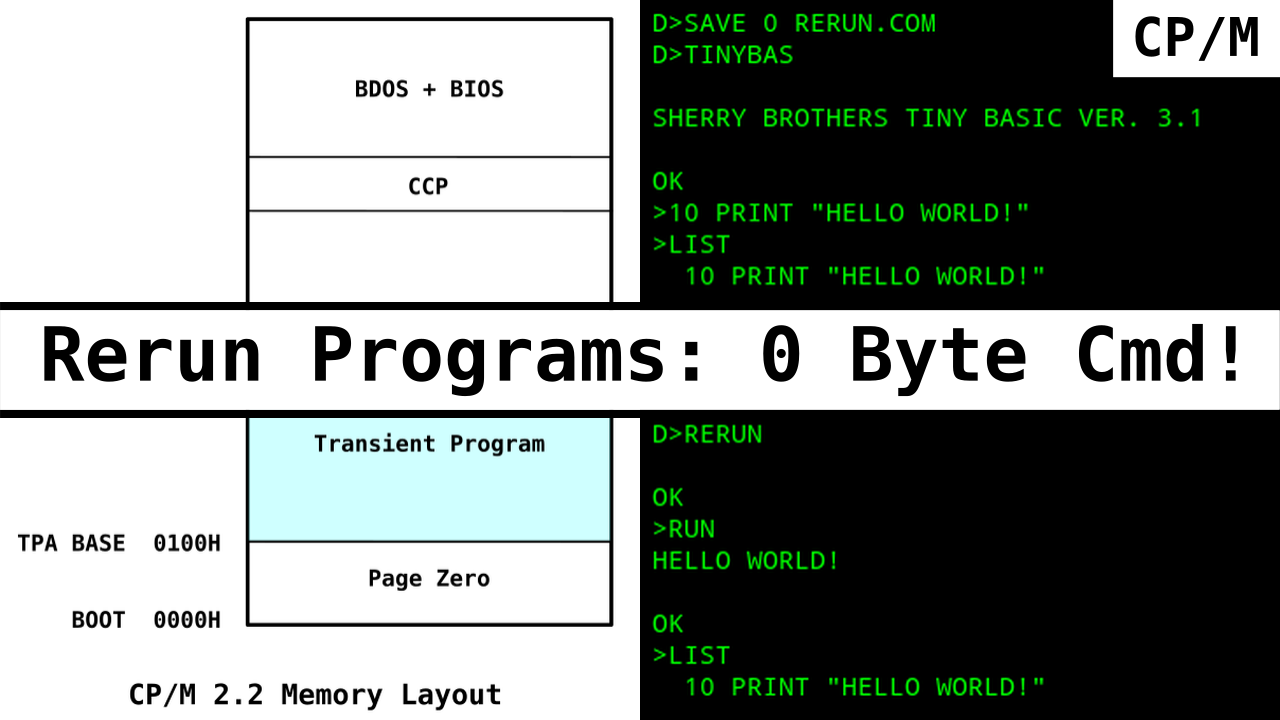 BDOS + BIOS
CCP
D>SAVE 0 RERUN.COM
D>TINYBAS
CP/M
SHERRY BROTHERS TINY BASIC VER. 3.1
OK
>10 PRINT "HELLO WORLD!"
>LIST
10 PRINT "HELLO WORLD!"
Rerun Programs: 0 Byte Cmd!
Transient Program
TPA BASE 0100H
Page Zero
BOOT 0000H
CP/M 2.2 Memory Layout
D>RERUN
OK
>RUN
HELLO WORLD!
OK
>LIST
10 PRINT "HELLO WORLD!"